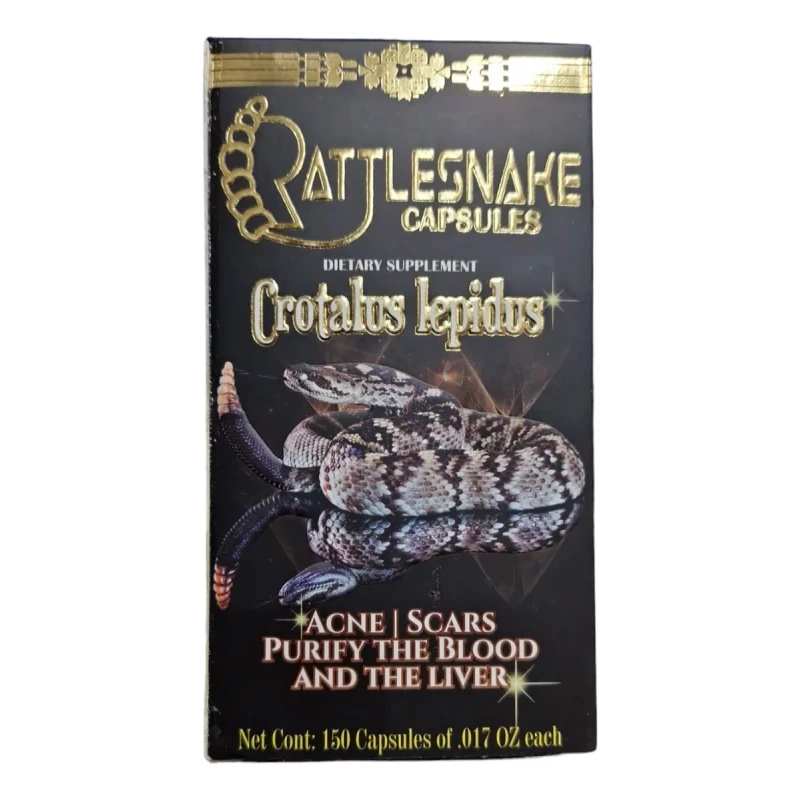 RATTLESNAKE
CAPSULES
DIETARY SUPPLEMENT
Crotalus lepidus
ACNE | SCARS
PURIFY THE BLOOD
AND THE LIVER
Net Cont: 150 Capsules of .017 OZ each